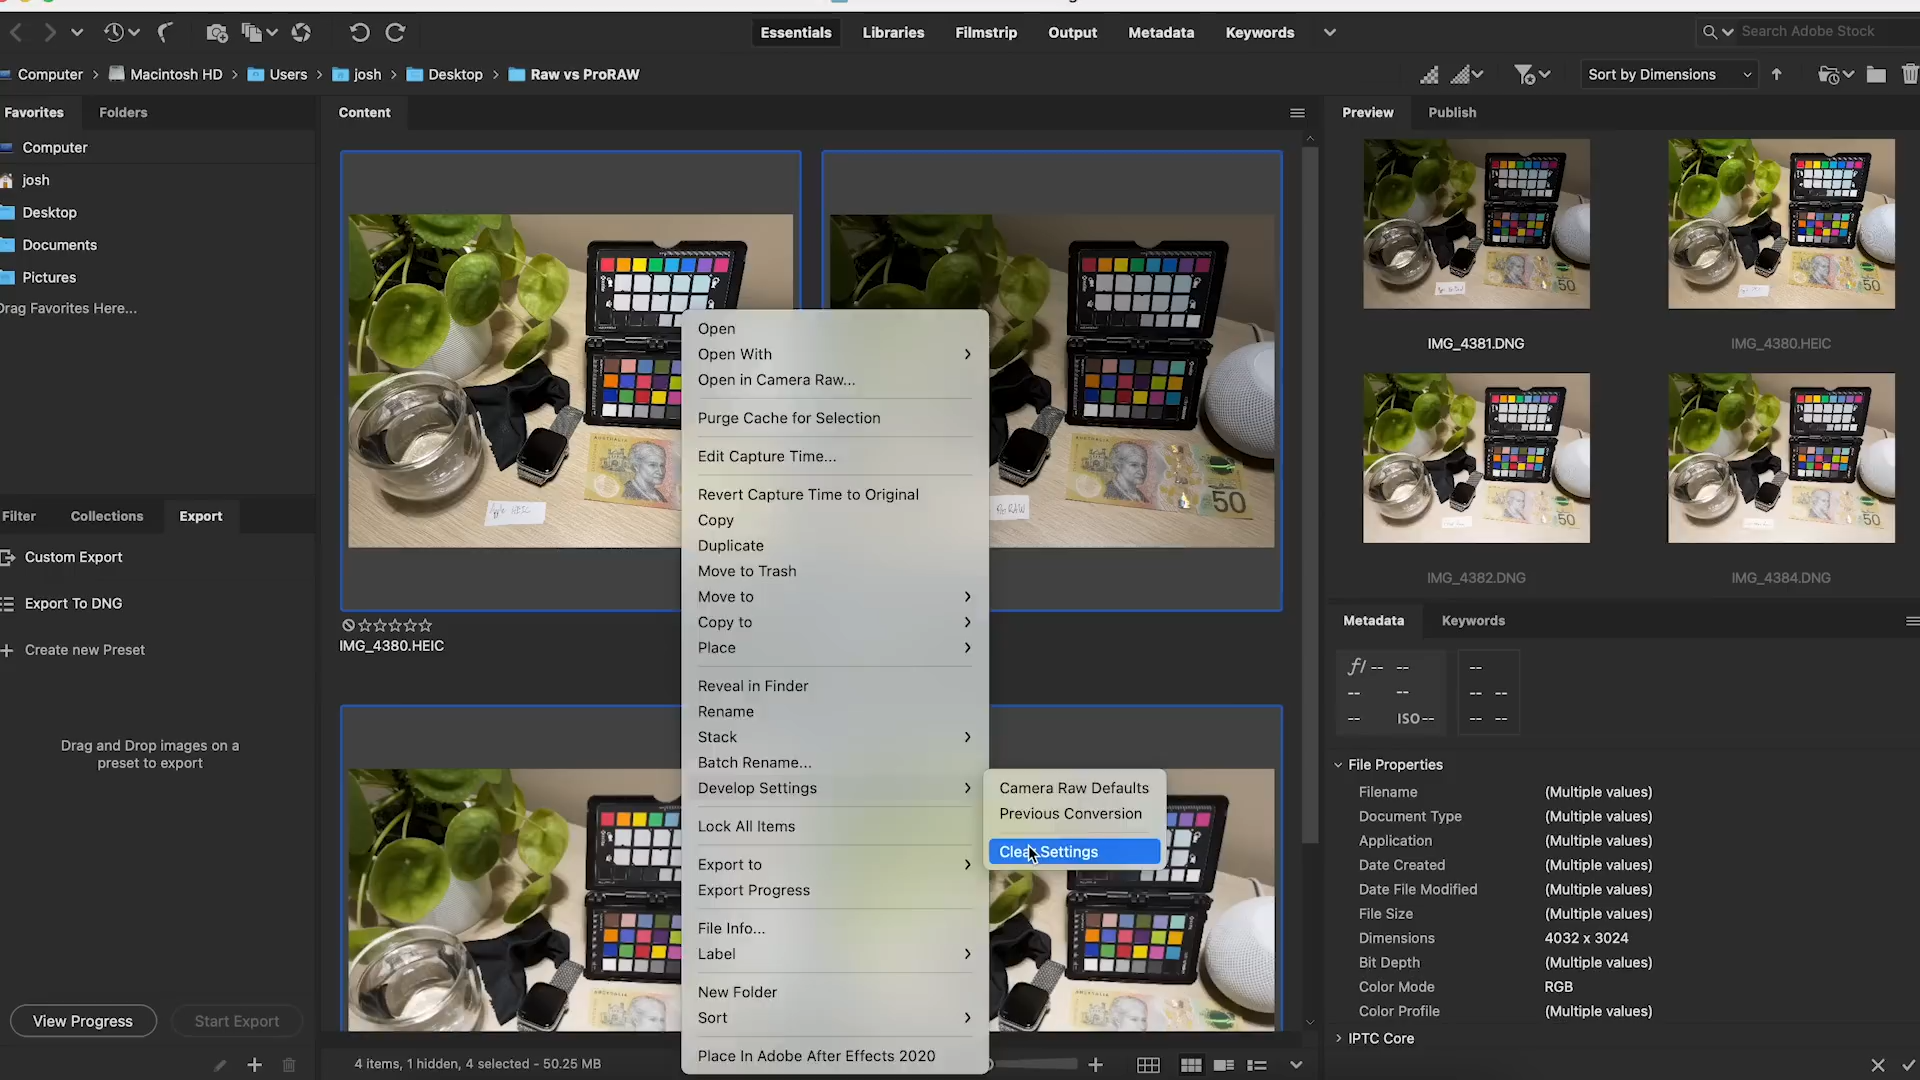 Essentials
Libraries
Filmstrip
Output
Metadata
Keywords
Search Adobe Stock
Computer > Macintosh HD > Users > josh > Desktop > Raw vs ProRAW
Sort by Dimensions
Favorites
Folders
Computer
josh
Desktop
Documents
Pictures
Drag Favorites Here...
Content
IMG_4380.HEIC
50
ProRAW
Open
Open With
Open in Camera Raw...
Purge Cache for Selection
Edit Capture Time...
Revert Capture Time to Original
Copy
Duplicate
Move to Trash
Move to
Copy to
Place
Reveal in Finder
Rename
Stack
Batch Rename...
Develop Settings
Lock All Items
Export to
Export Progress
File Info...
Label
New Folder
Sort
Place In Adobe After Effects 2020
Camera Raw Defaults
Previous Conversion
Clear Settings
Filter
Collections
Export
Custom Export
Export To DNG
Create new Preset
Drag and Drop images on a
preset to export
View Progress
Start Export
4 items, 1 hidden, 4 selected - 50.25 MB
Preview
Publish
50
50
IMG_4381.DNG
IMG_4380.HEIC
50
50
IMG_4382.DNG
IMG_4384.DNG
Metadata
Keywords
f/ -- --
-- --
-- ISO--
--
-- --
-- --
File Properties
Filename (Multiple values)
Document Type (Multiple values)
Application (Multiple values)
Date Created (Multiple values)
Date File Modified (Multiple values)
File Size (Multiple values)
Dimensions 4032 x 3024
Bit Depth (Multiple values)
Color Mode RGB
Color Profile (Multiple values)
IPTC Core